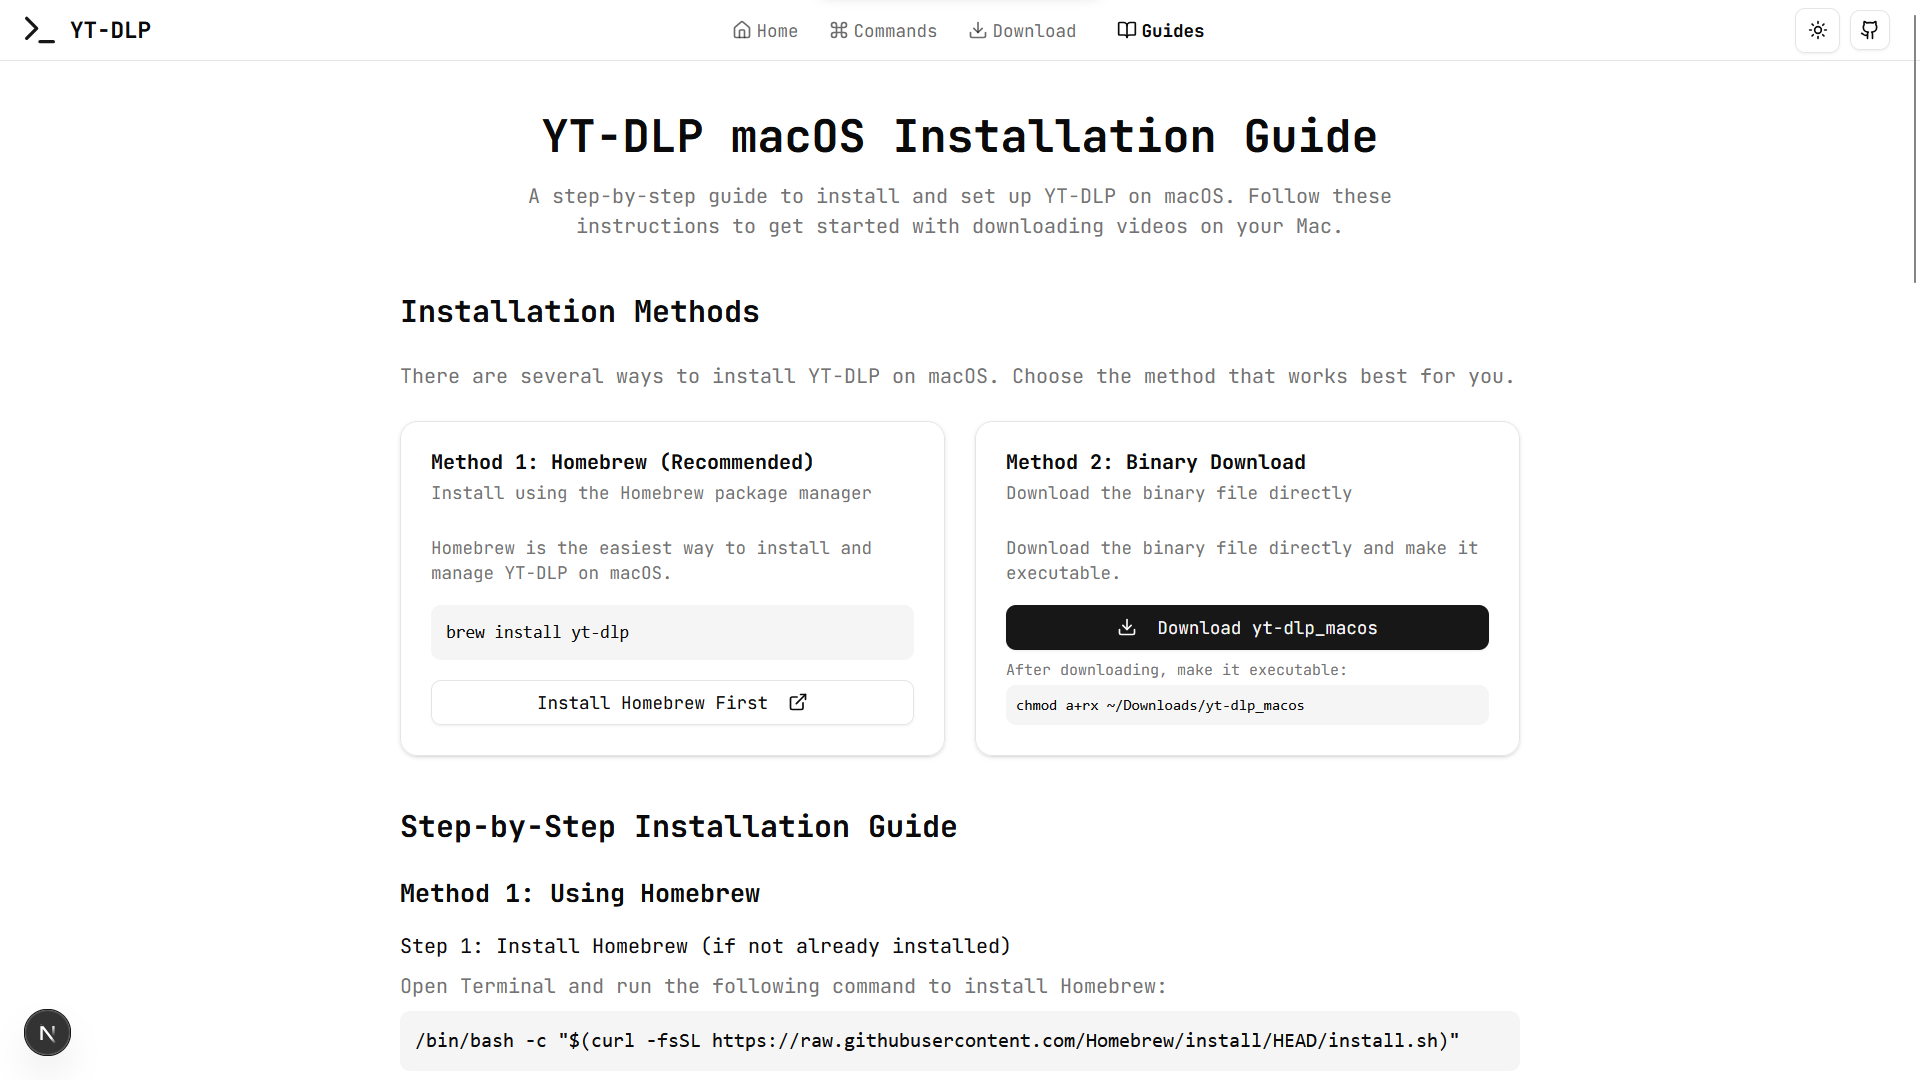 YT-DLP
Home
Commands
Download
Guides
YT-DLP macOS Installation Guide
A step-by-step guide to install and set up YT-DLP on macOS. Follow these
instructions to get started with downloading videos on your Mac.
Installation Methods
There are several ways to install YT-DLP on macOS. Choose the method that works best for you.
Method 1: Homebrew (Recommended)
Install using the Homebrew package manager
Homebrew is the easiest way to install and
manage YT-DLP on macOS.
brew install yt-dlp
Install Homebrew First
Method 2: Binary Download
Download the binary file directly
Download the binary file directly and make it
executable.
Download yt-dlp_macos
After downloading, make it executable:
chmod a+rx ~/Downloads/yt-dlp_macos
Step-by-Step Installation Guide
Method 1: Using Homebrew
Step 1: Install Homebrew (if not already installed)
Open Terminal and run the following command to install Homebrew:
/bin/bash -c "$(curl -fsSL https://raw.githubusercontent.com/Homebrew/install/HEAD/install.sh)"
N